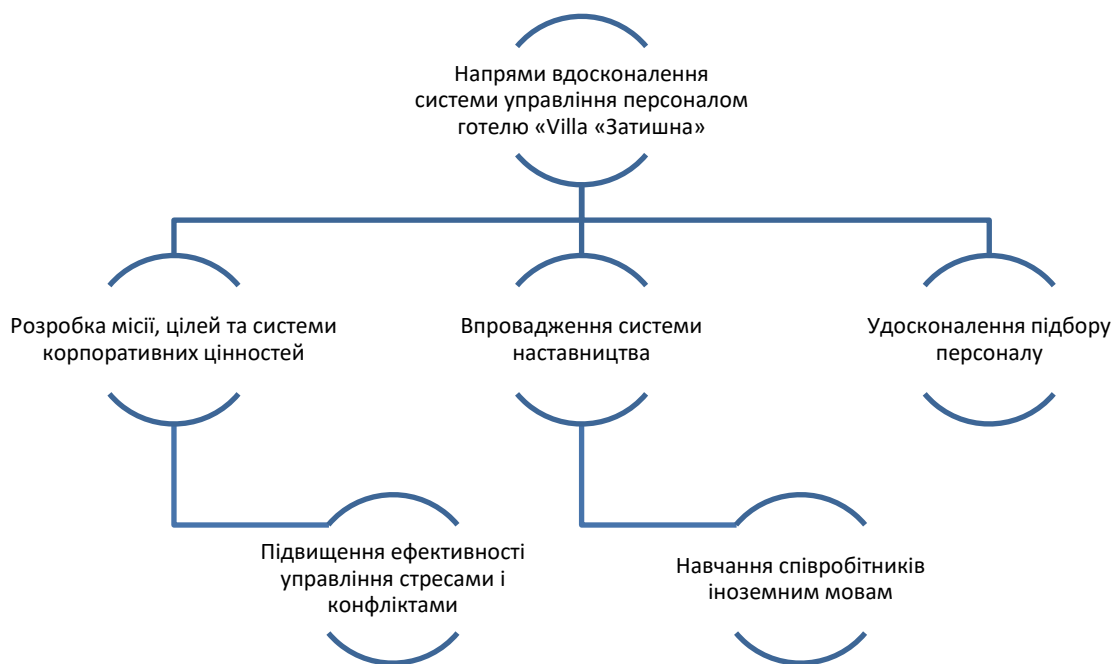 Напрями вдосконалення
системи управління персоналом
готелю «Villa «Затишна»
Розробка місії, цілей та системи
корпоративних цінностей
Впровадження системи
наставництва
Удосконалення підбору
персоналу
Підвищення ефективності
управління стресами і
конфліктами
Навчання співробітників
іноземним мовам